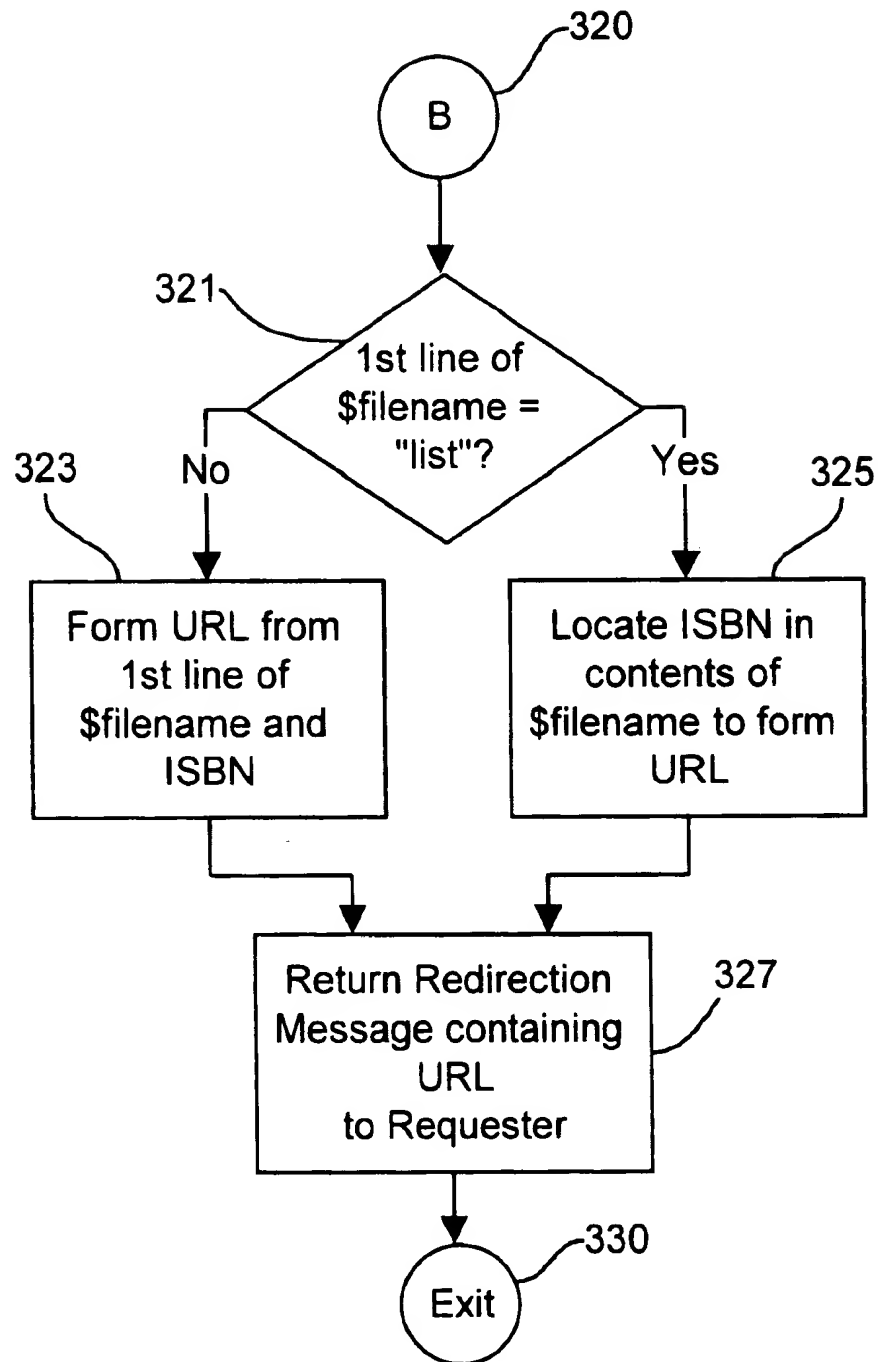 320
B
321
1st line of
$filename =
"list"?
No
Yes
323
325
Form URL from
1st line of
$filename and
ISBN
Locate ISBN in
contents of
$filename to form
URL
Return Redirection
Message containing
URL
to Requester
327
330
Exit